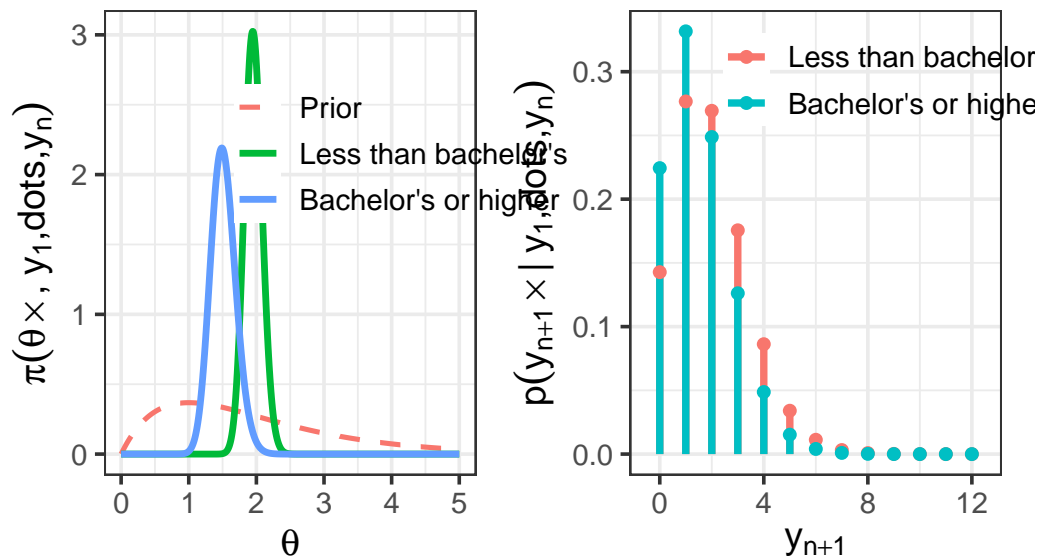 π(θ×, y1,dots,yn)
3
2
1
0
Prior
Less than bachelor's
Bachelor's or higher
0 1 2 3 4 5
θ
p(yn+1 × | y1,dots,yn)
0.3
0.2
0.1
0.0
Less than bachelor
Bachelor's or highe
0 4 8 12
yn+1